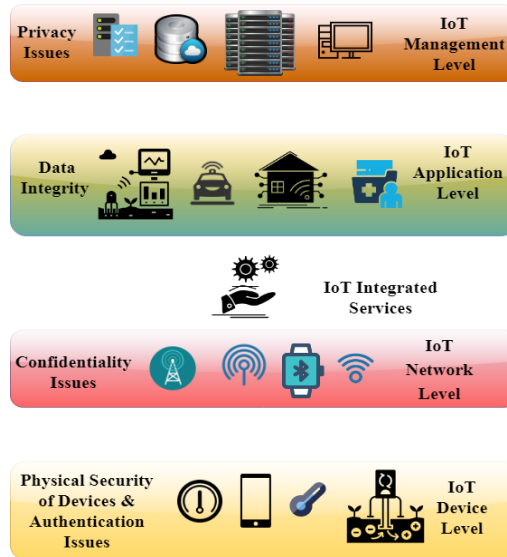 Privacy
Issues
IoT
Management
Level
Data
Integrity
IoT
Application
Level
IoT Integrated
Services
Confidentiality
Issues
IoT
Network
Level
Physical Security
of Devices &
Authentication
Issues
IoT
Device
Level